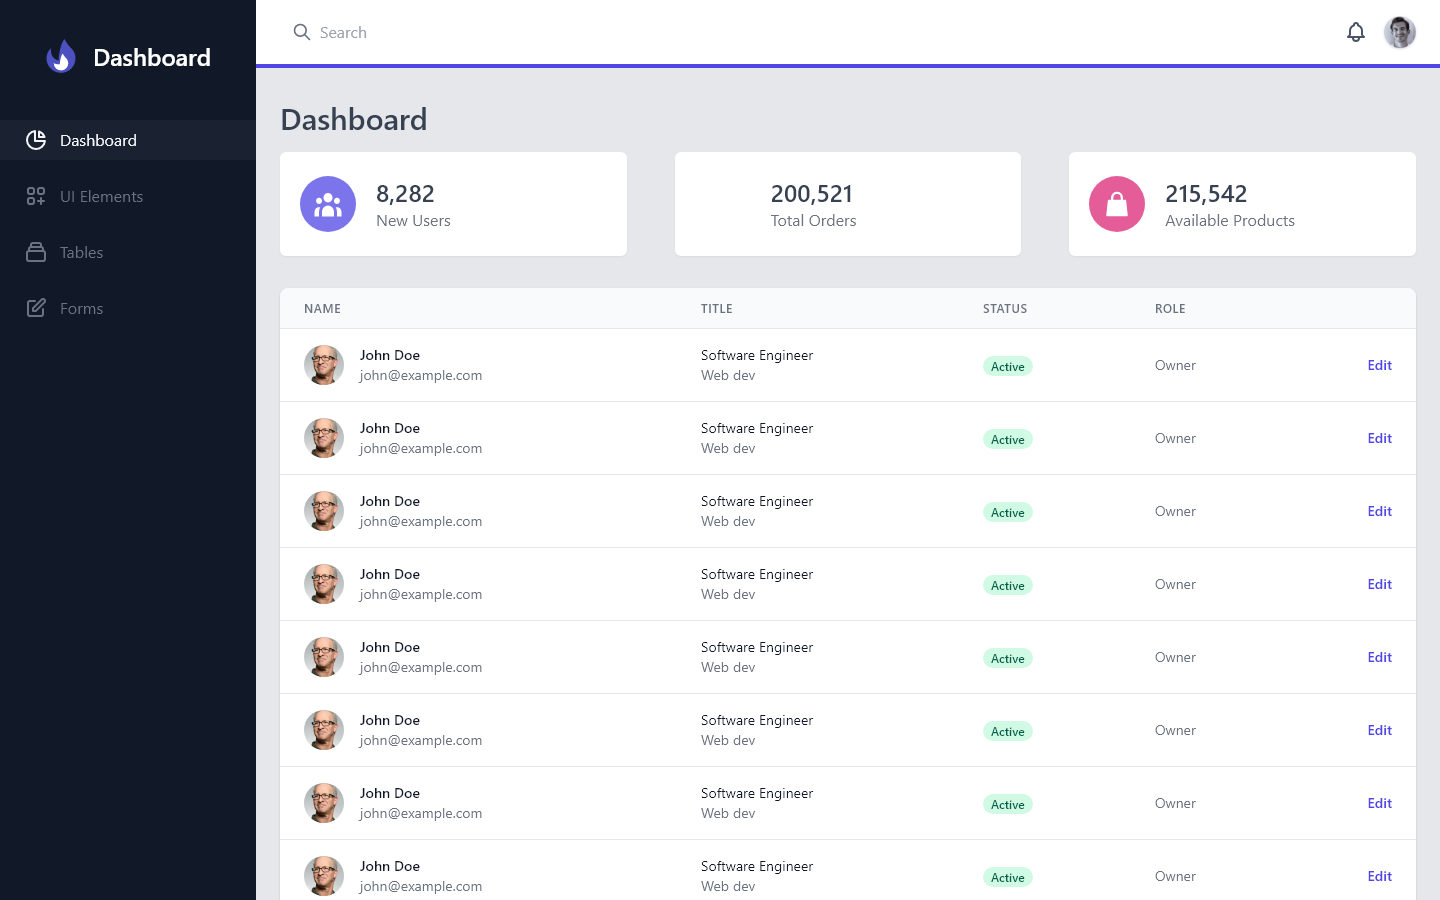 Dashboard
Search
Dashboard
UI Elements
Tables
Forms
Dashboard
8,282
New Users
200,521
Total Orders
215,542
Available Products
NAME TITLE STATUS ROLE
John Doe Software Engineer
john@example.com Web dev Active Owner Edit
John Doe Software Engineer
john@example.com Web dev Active Owner Edit
John Doe Software Engineer
john@example.com Web dev Active Owner Edit
John Doe Software Engineer
john@example.com Web dev Active Owner Edit
John Doe Software Engineer
john@example.com Web dev Active Owner Edit
John Doe Software Engineer
john@example.com Web dev Active Owner Edit
John Doe Software Engineer
john@example.com Web dev Active Owner Edit
John Doe Software Engineer
john@example.com Web dev Active Owner Edit